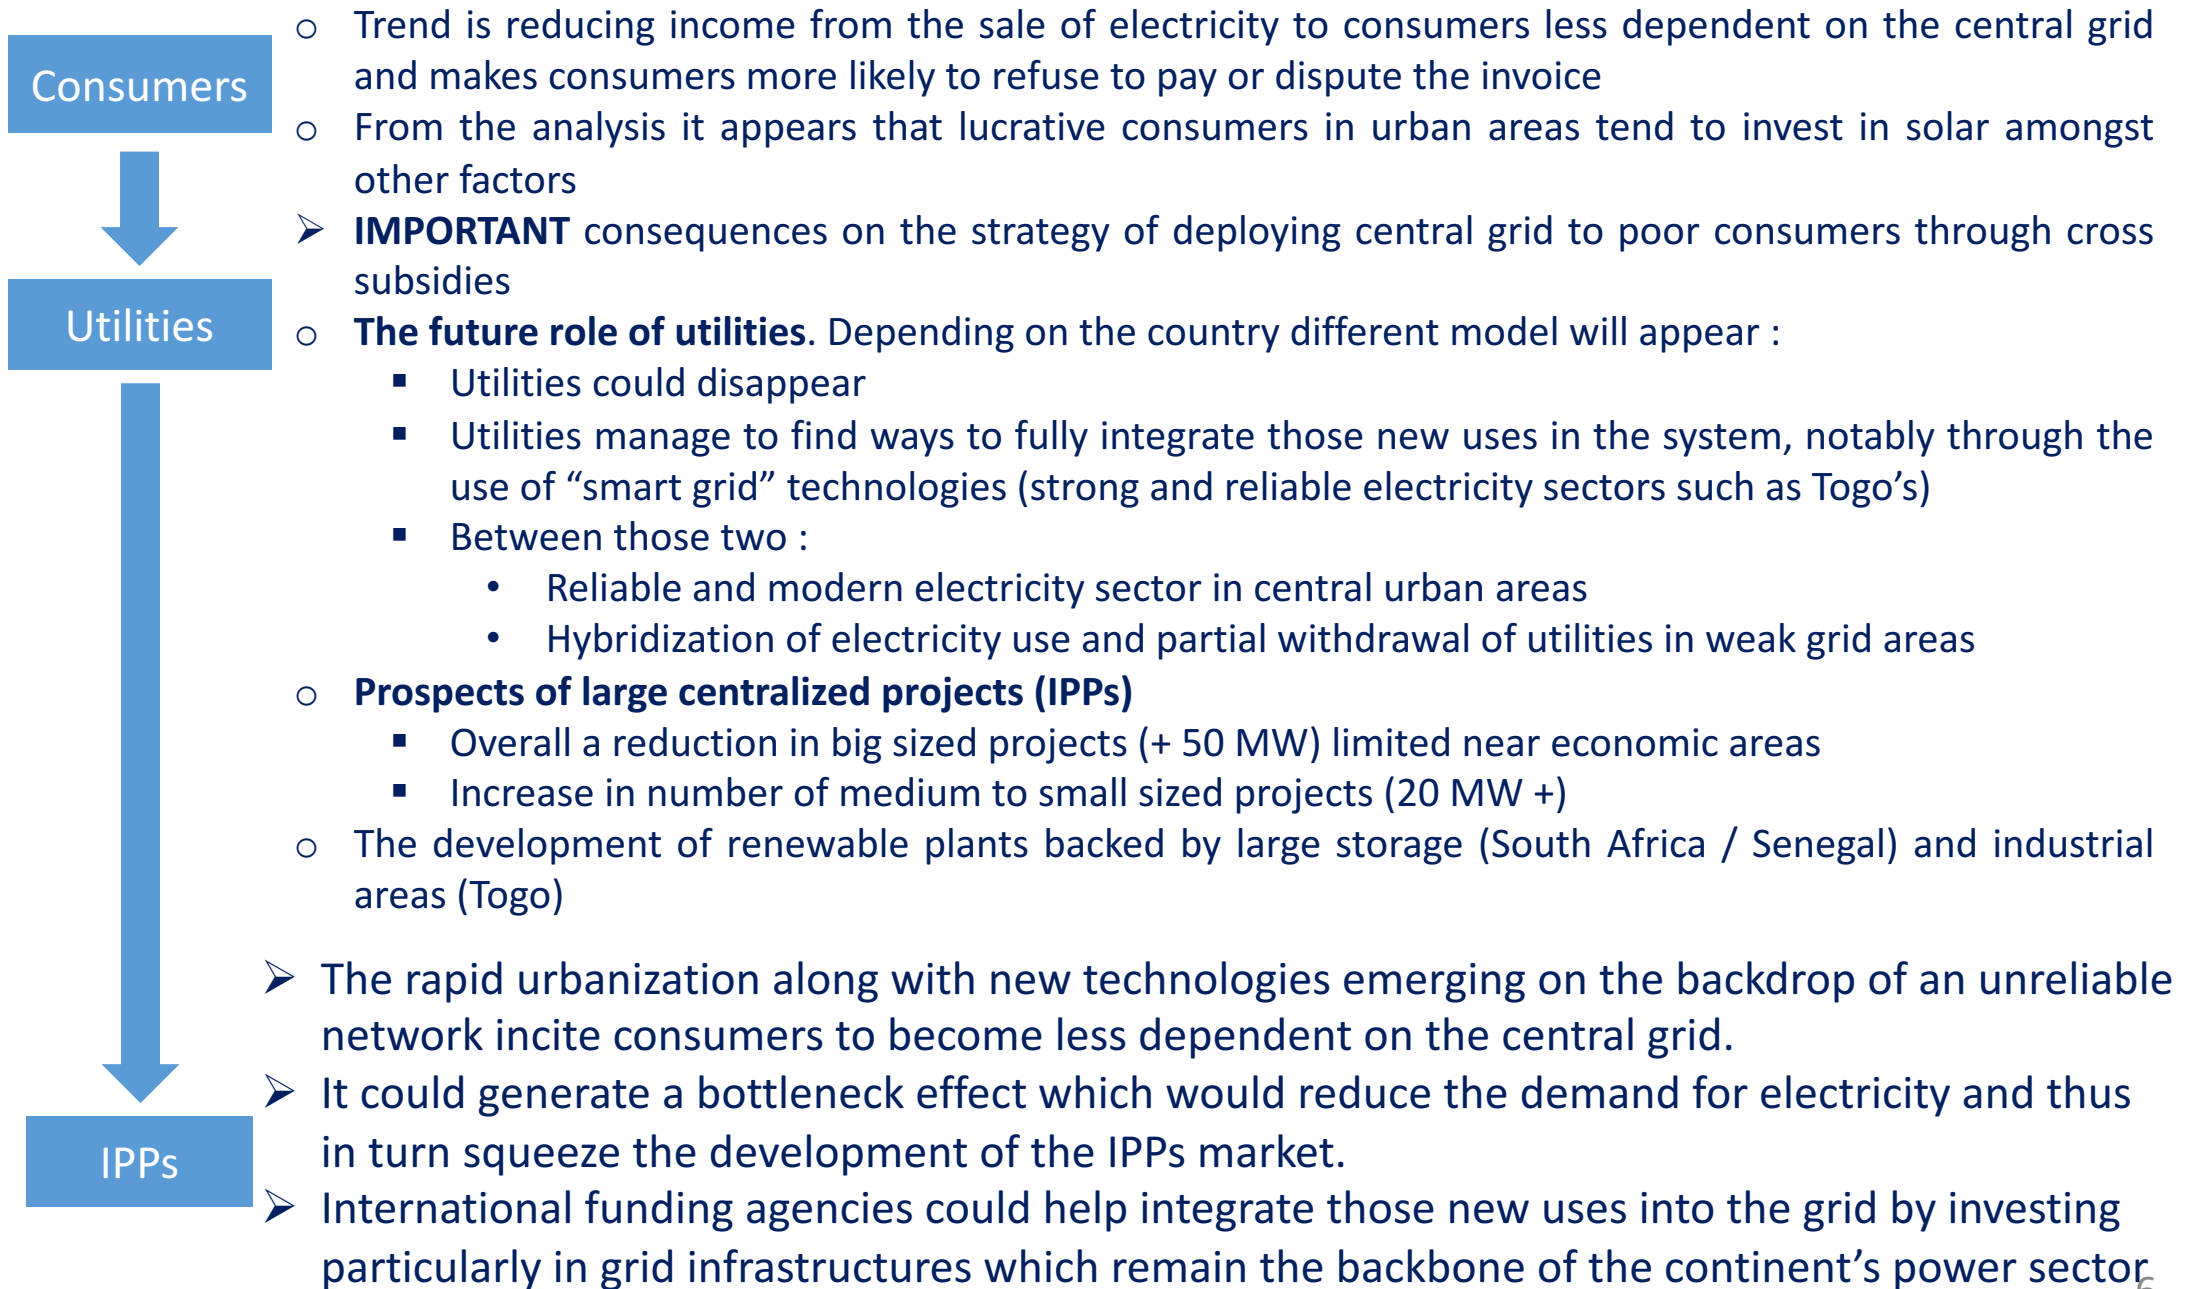 Consumers
○ Trend is reducing income from the sale of electricity to consumers less dependent on the central grid
and makes consumers more likely to refuse to pay or dispute the invoice
○ From the analysis it appears that lucrative consumers in urban areas tend to invest in solar amongst
other factors
➢ IMPORTANT consequences on the strategy of deploying central grid to poor consumers through cross
subsidies
Utilities
○ The future role of utilities. Depending on the country different model will appear :
▪ Utilities could disappear
▪ Utilities manage to find ways to fully integrate those new uses in the system, notably through the
use of “smart grid” technologies (strong and reliable electricity sectors such as Togo’s)
▪ Between those two :
• Reliable and modern electricity sector in central urban areas
• Hybridization of electricity use and partial withdrawal of utilities in weak grid areas
○ Prospects of large centralized projects (IPPs)
▪ Overall a reduction in big sized projects (+ 50 MW) limited near economic areas
▪ Increase in number of medium to small sized projects (20 MW +)
○ The development of renewable plants backed by large storage (South Africa / Senegal) and industrial
areas (Togo)
➢ The rapid urbanization along with new technologies emerging on the backdrop of an unreliable
network incite consumers to become less dependent on the central grid.
➢ It could generate a bottleneck effect which would reduce the demand for electricity and thus
in turn squeeze the development of the IPPs market.
IPPs
➢ International funding agencies could help integrate those new uses into the grid by investing
particularly in grid infrastructures which remain the backbone of the continent’s power sector
6